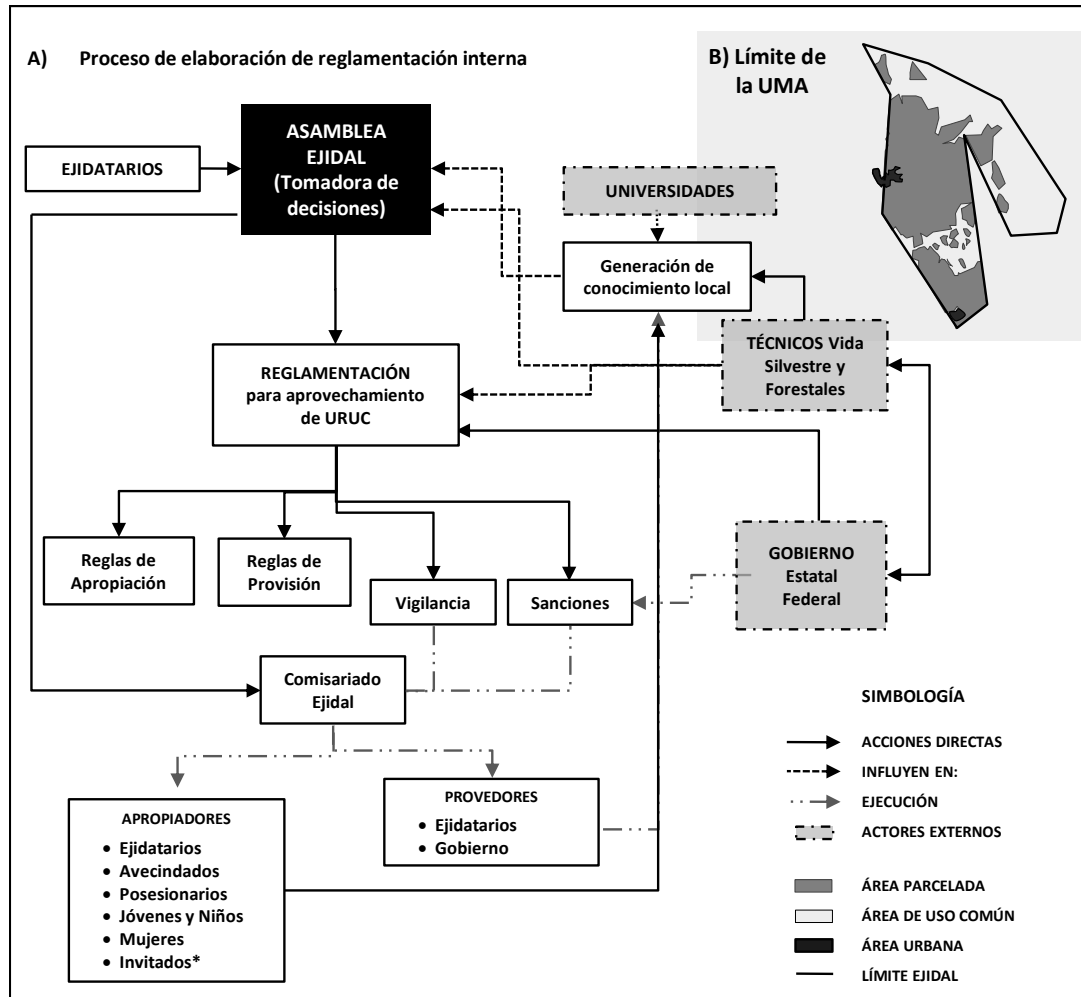 A) Proceso de elaboración de reglamentación interna
B) Límite de
la UMA
ASAMBLEA
EJIDAL
(Tomadora de
decisiones)
EJIDATARIOS
UNIVERSIDADES
Generación de
conocimiento local
TÉCNICOS Vida
Silvestre y
Forestales
REGLAMENTACIÓN
para aprovechamiento
de URUC
Reglas de
Apropiación
Reglas de
Provisión
Vigilancia
Sanciones
GOBIERNO
Estatal
Federal
Comisariado
Ejidal
APROPIADORES
• Ejidatarios
• Avecindados
• Posesionarios
• Jóvenes y Niños
• Mujeres
• Invitados*
PROVEDORES
• Ejidatarios
• Gobierno
SIMBOLOGÍA
ACCIONES DIRECTAS
INFLUYEN EN:
EJECUCIÓN
ACTORES EXTERNOS
ÁREA PARCELADA
ÁREA DE USO COMÚN
ÁREA URBANA
LÍMITE EJIDAL